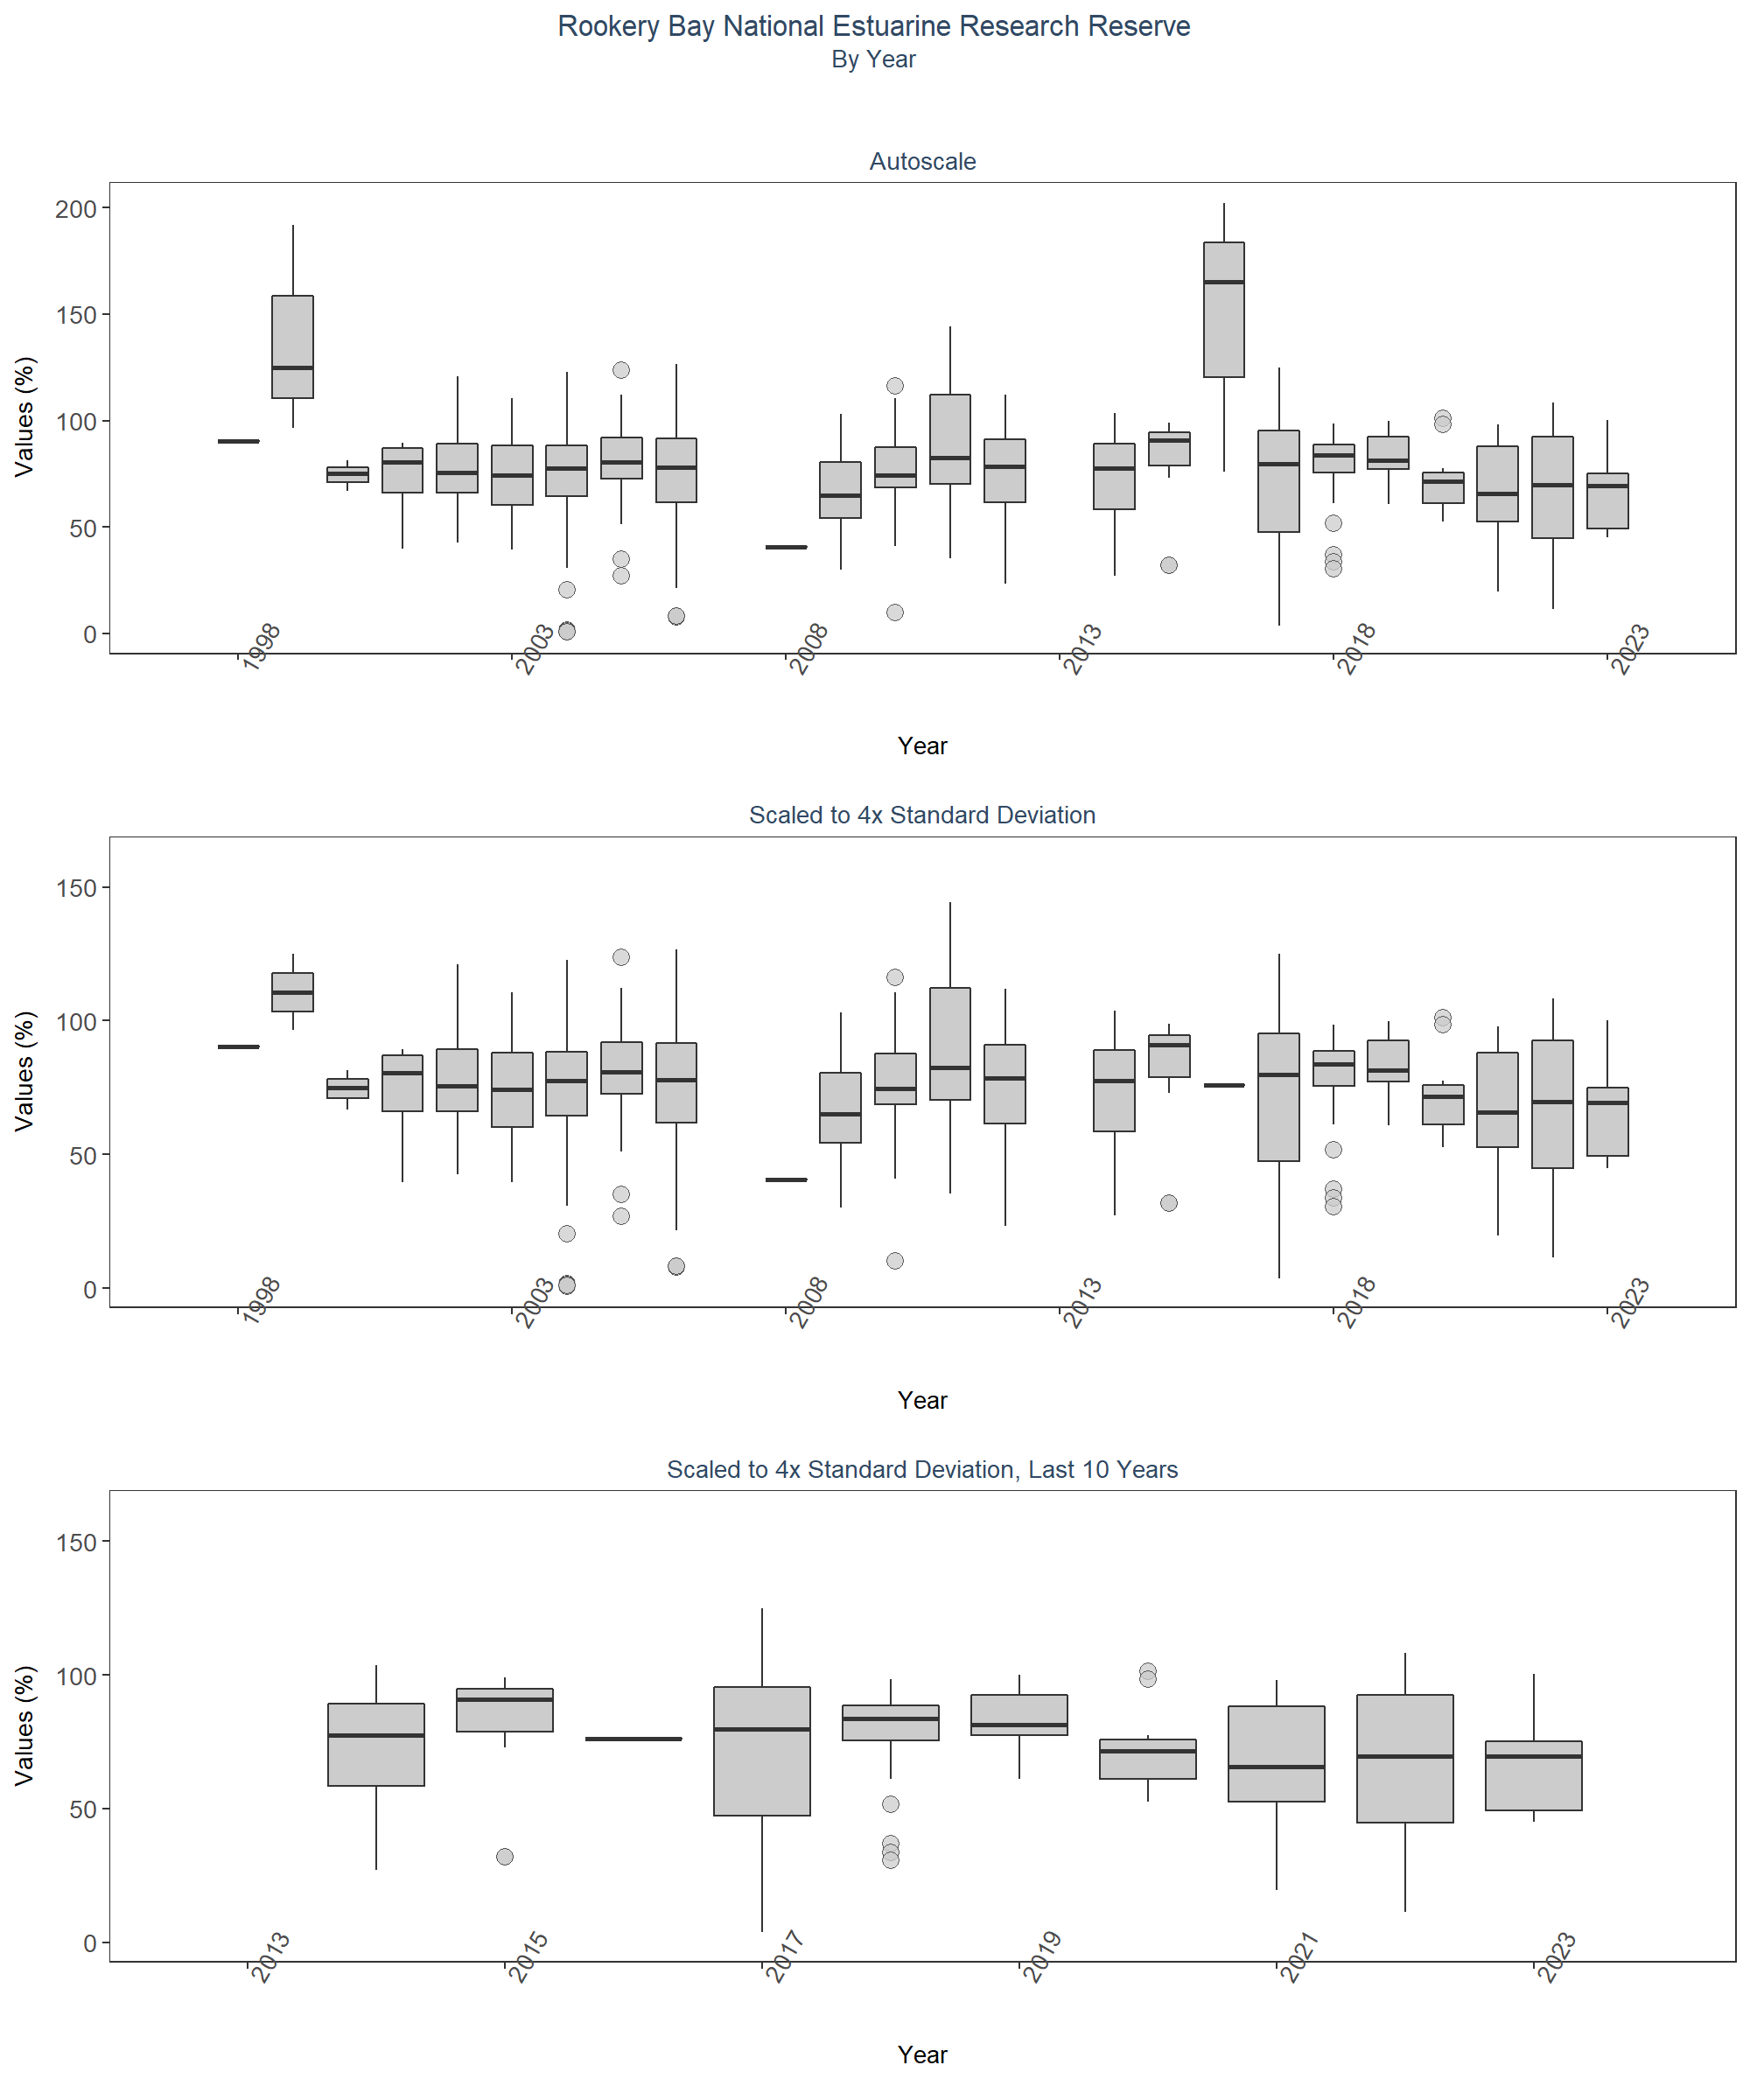 Rookery Bay National Estuarine Research Reserve
By Year
Autoscale
Values (%)
200
150
100
50
0
1998
2003
2008
2013
2018
2023
Year
Scaled to 4x Standard Deviation
Values (%)
150
100
50
0
1998
2003
2008
2013
2018
2023
Year
Scaled to 4x Standard Deviation, Last 10 Years
Values (%)
150
100
50
0
2013
2015
2017
2019
2021
2023
Year